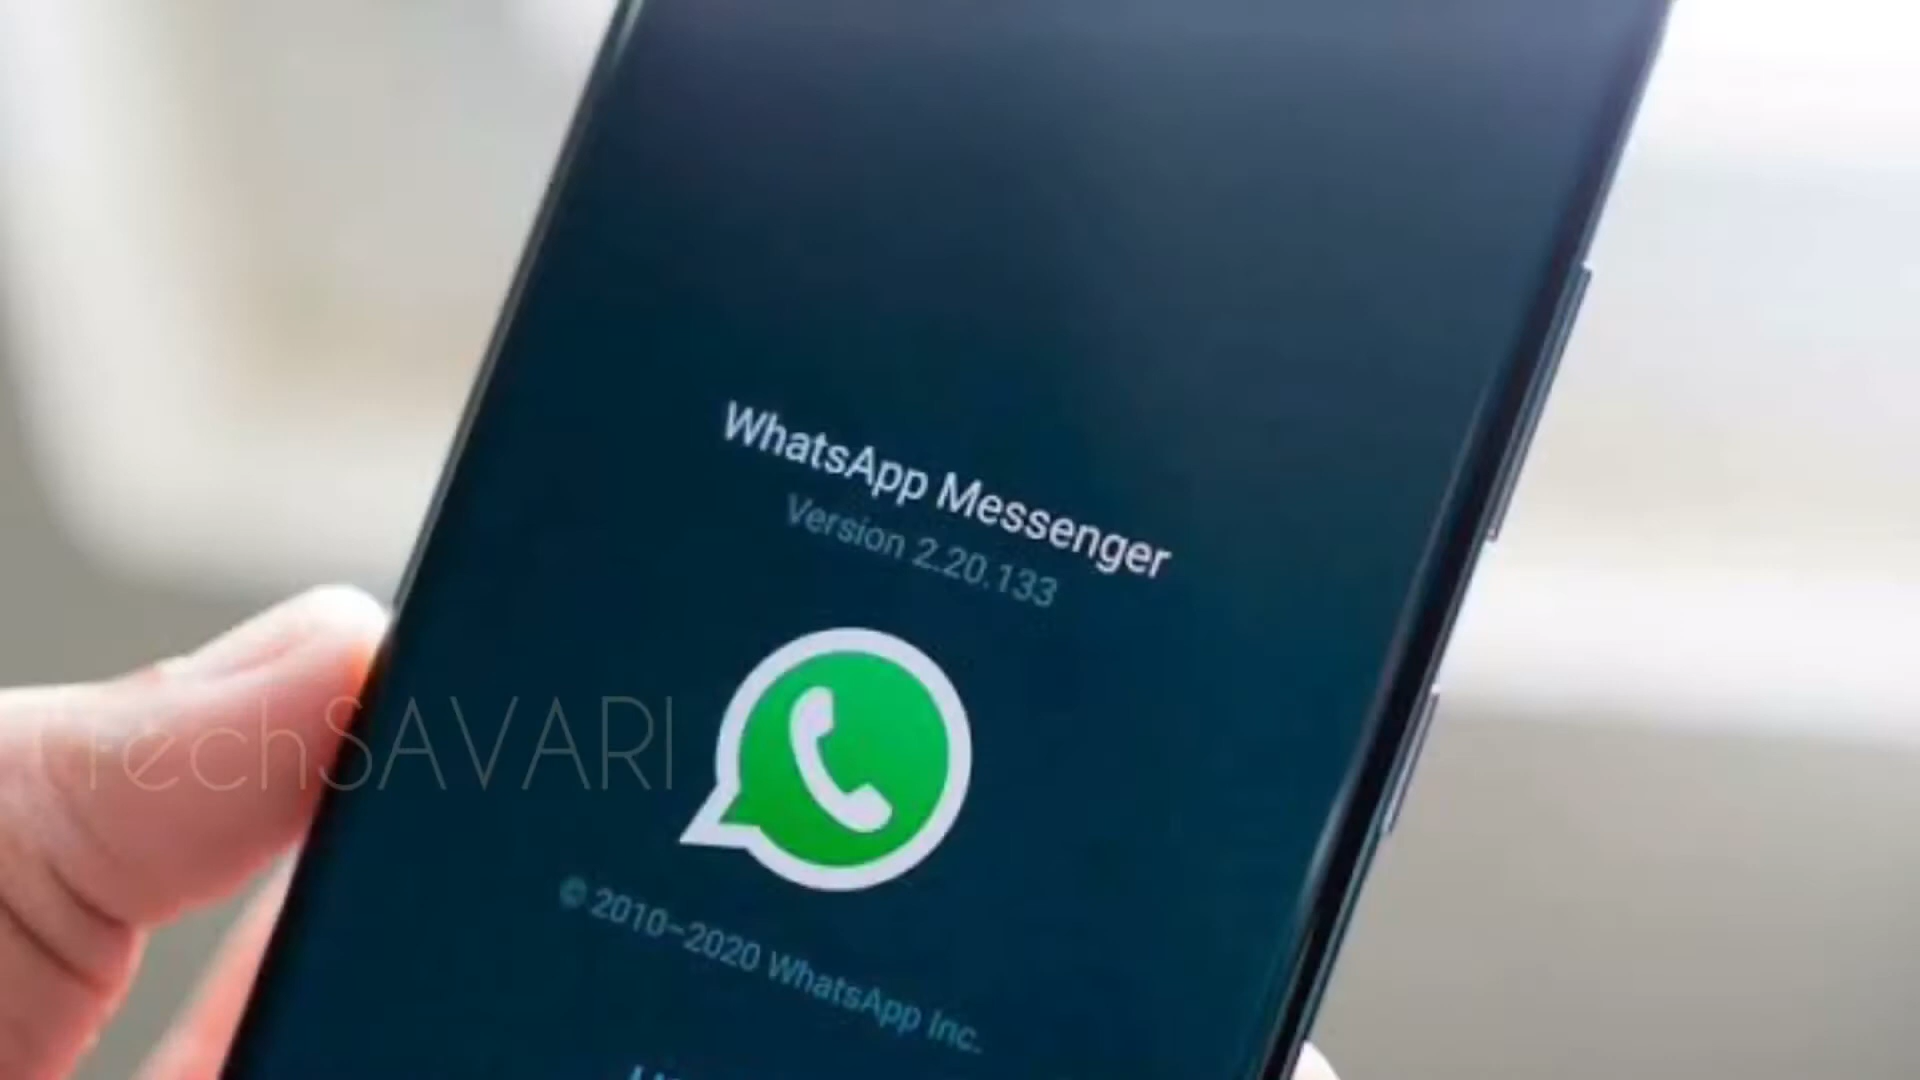 WhatsApp Messenger
Version 2.20.133
TechSAVARI
© 2010-2020 WhatsApp Inc.